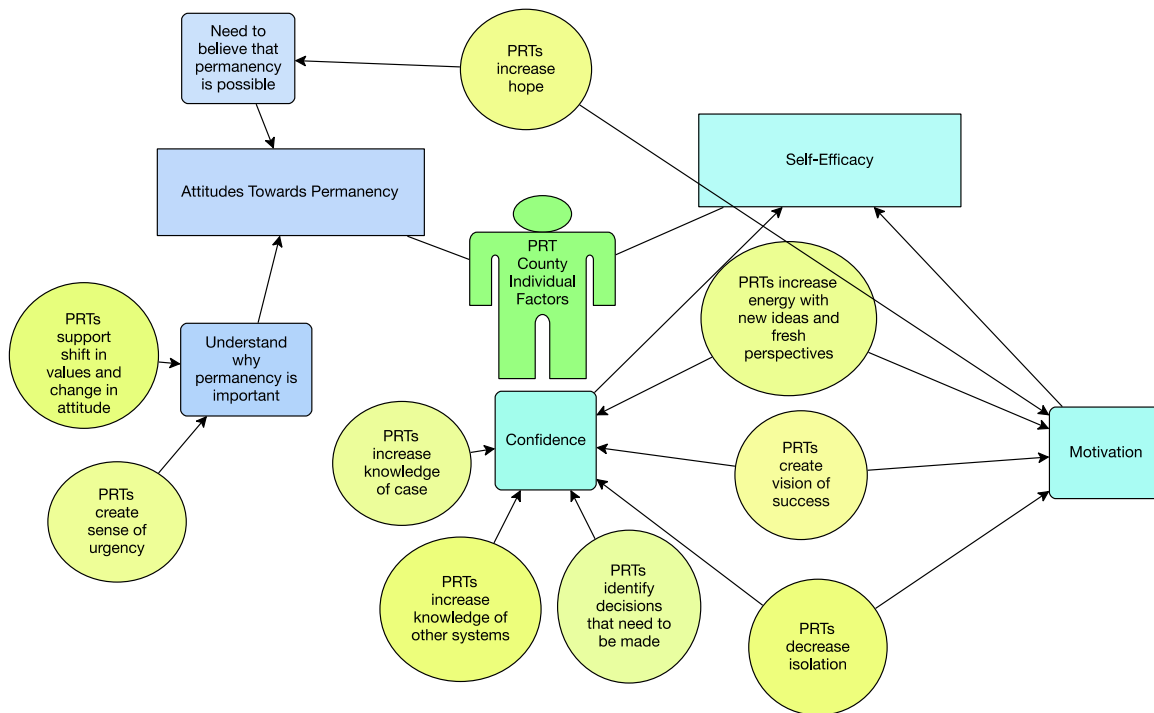 Need to
believe that
permanency
is possible
PRTs
increase
hope
Self-Efficacy
Attitudes Towards Permanency
PRT
County
Individual
Factors
PRTs increase
energy with
new ideas and
fresh
perspectives
PRTs
support
shift in
values and
change in
attitude
Understand
why
permanency is
important
PRTs
increase
knowledge
of case
Confidence
PRTs
create
vision of
success
Motivation
PRTs
create
sense of
urgency
PRTs
increase
knowledge of
other systems
PRTs
identify
decisions
that need to
be made
PRTs
decrease
isolation